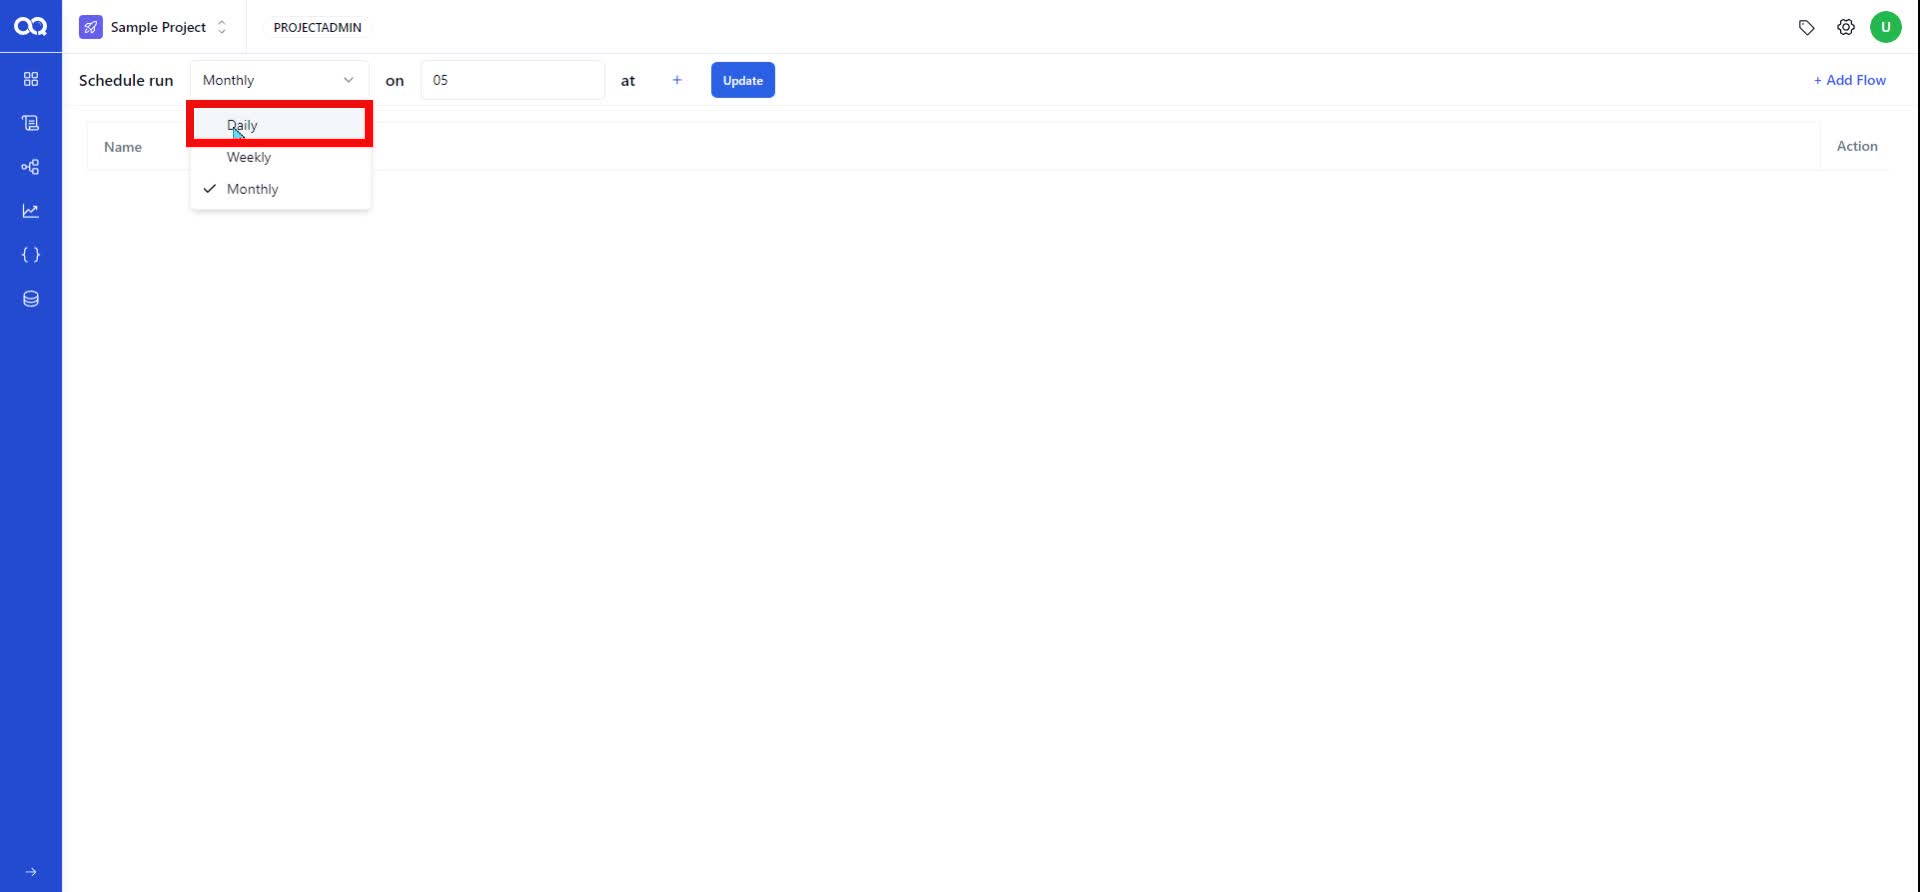 Sample Project
PROJECTADMIN
U
Schedule run Monthly on 05 at + Update
+ Add Flow
Daily
Weekly
Monthly
Name
Action